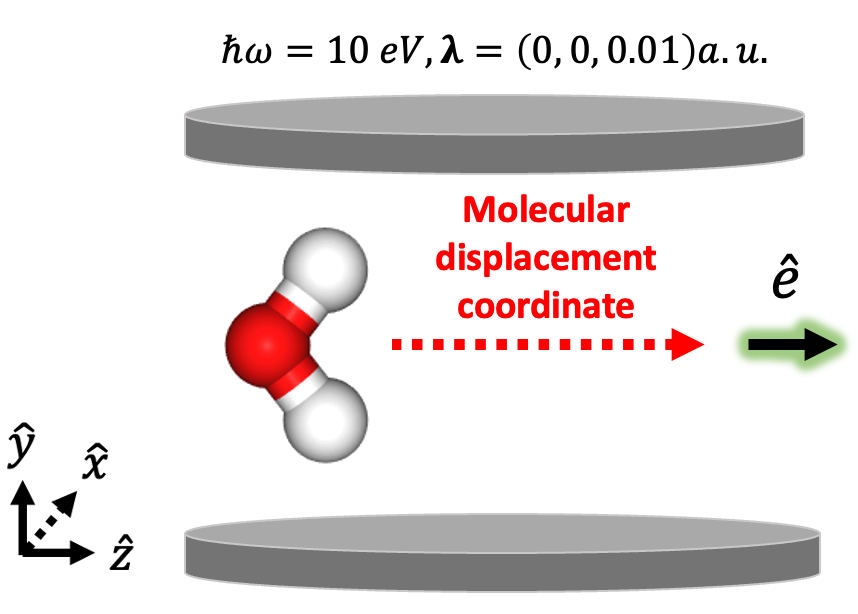 ℏω = 10 eV, λ = (0, 0, 0.01)a.u.
Molecular
displacement
coordinate
ê
ŷ
x̂
ẑ